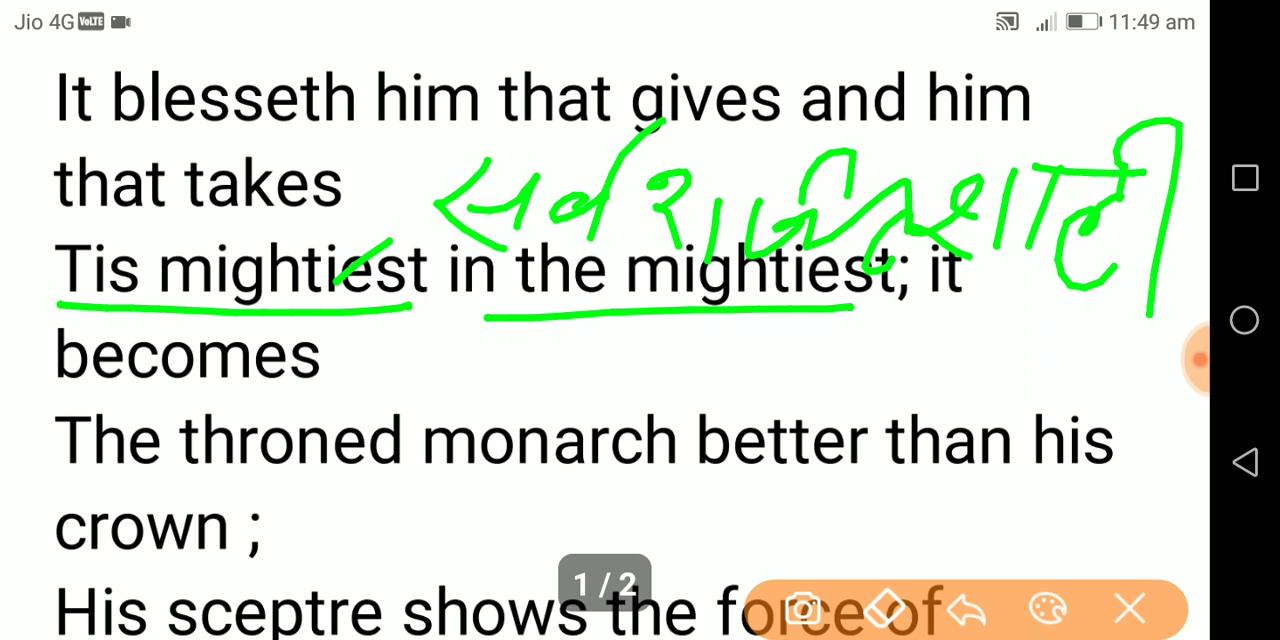 Jio 4G VoLTE 11:49 am
It blesseth him that gives and him
that takes
सर्वशक्तिशाली
Tis mightiest in the mightiest; it
becomes
The throned monarch better than his
crown ;
1 / 2
His sceptre shows the force of